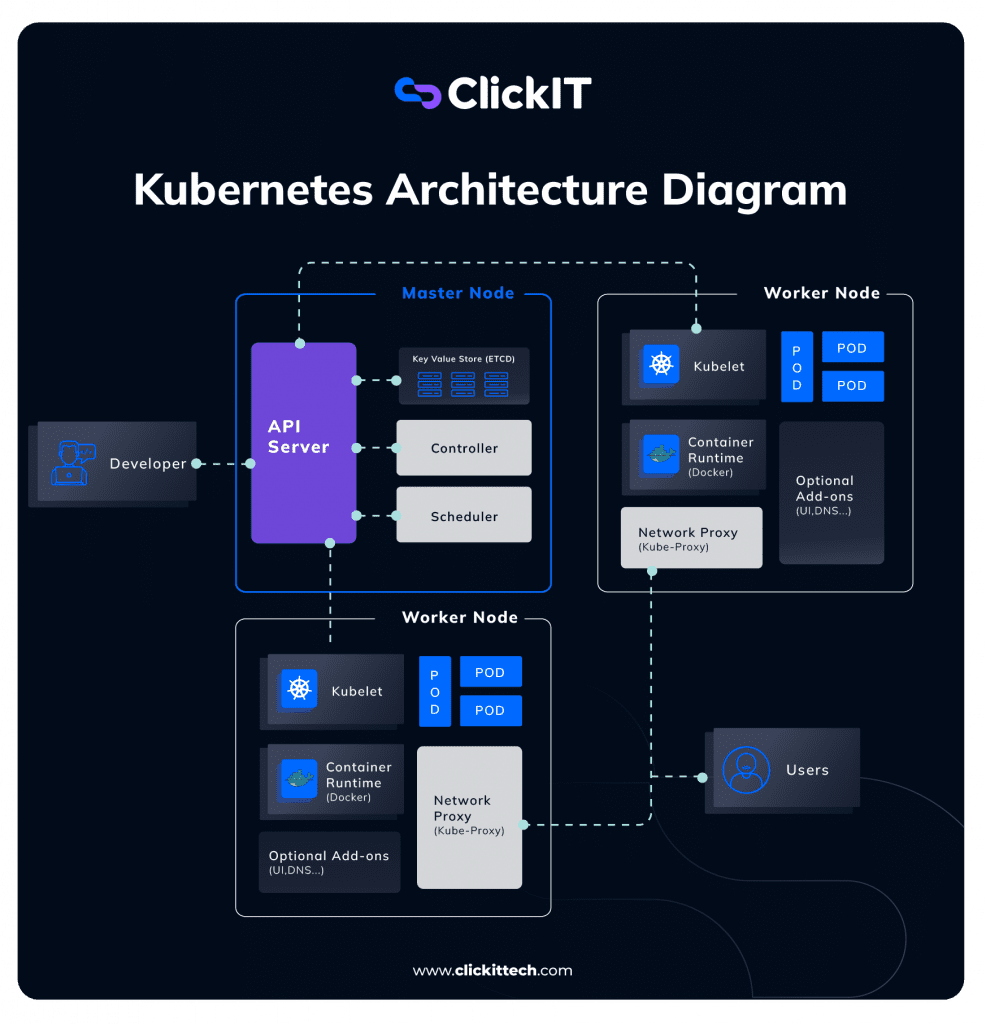 ClickIT
Kubernetes Architecture Diagram
Master Node
API
Server
Key Value Store (ETCD)
Controller
Scheduler
Developer
Worker Node
Kubelet
P
O
D
POD
POD
Container
Runtime
(Docker)
Optional
Add-ons
(UI,DNS...)
Network Proxy
(Kube-Proxy)
Worker Node
Kubelet
P
O
D
POD
POD
Container
Runtime
(Docker)
Network
Proxy
(Kube-Proxy)
Optional Add-ons
(UI,DNS...)
Users
www.clickittech.com